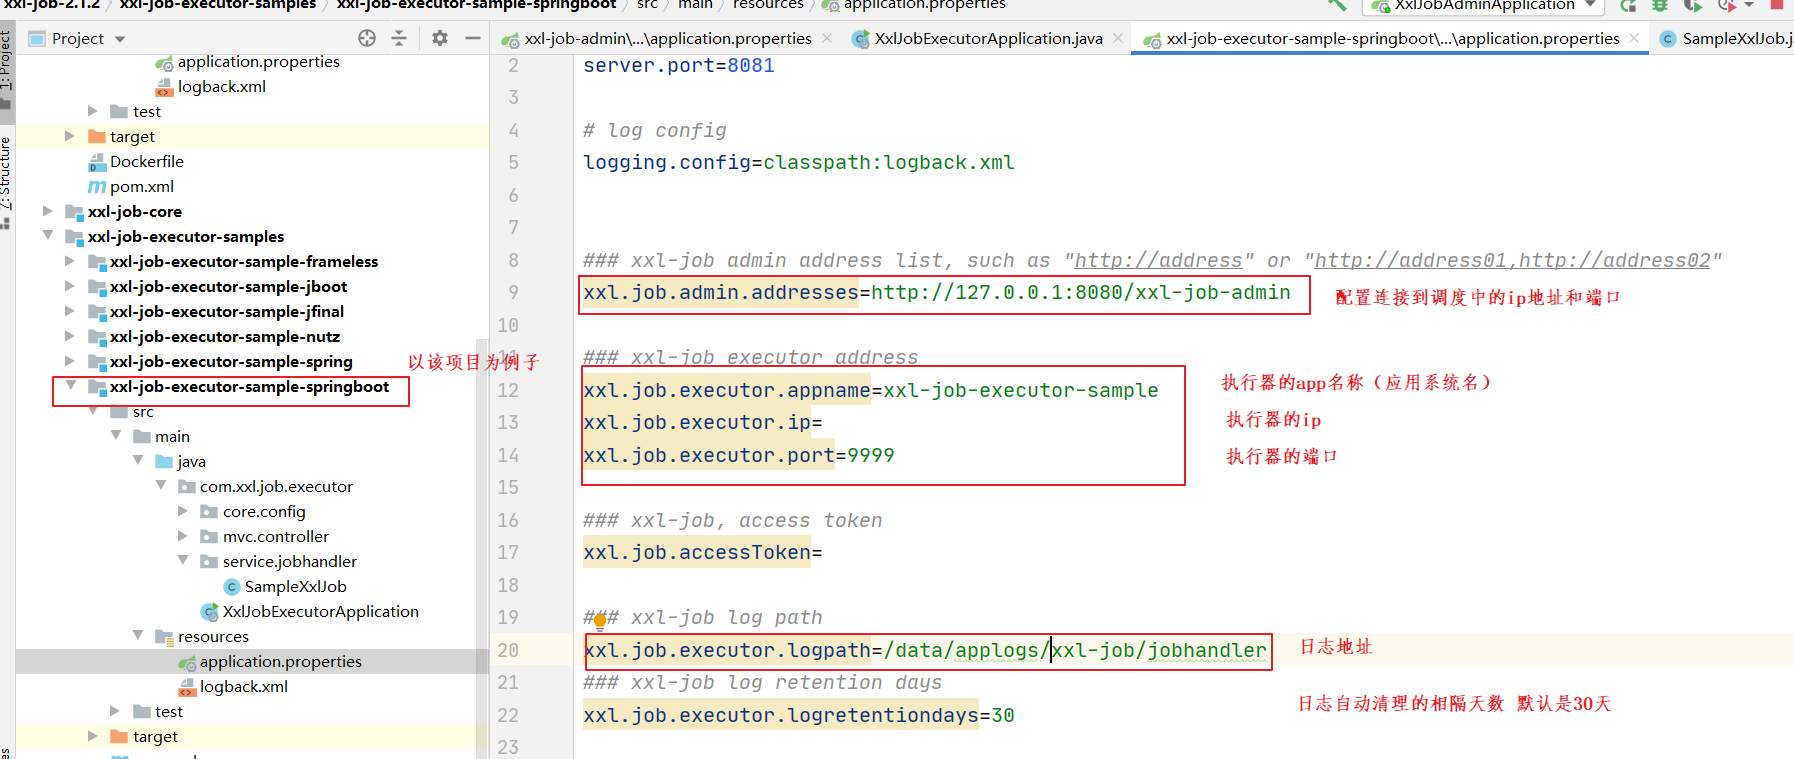 xxl-job-2.1.2 › xxl-job-executor-samples › xxl-job-executor-sample-springboot › src › main › resources › application.properties
XxlJobAdminApplication
Project
xxl-job-admin\...\application.properties
XxlJobExecutorApplication.java
xxl-job-executor-sample-springboot\...\application.properties
SampleXxlJob.j
1: Project
7: Structure
application.properties
logback.xml
test
target
Dockerfile
pom.xml
xxl-job-core
xxl-job-executor-samples
xxl-job-executor-sample-frameless
xxl-job-executor-sample-jboot
xxl-job-executor-sample-jfinal
xxl-job-executor-sample-nutz
xxl-job-executor-sample-spring
以该项目为例子
xxl-job-executor-sample-springboot
src
main
java
com.xxl.job.executor
core.config
mvc.controller
service.jobhandler
SampleXxlJob
XxlJobExecutorApplication
resources
application.properties
logback.xml
test
target
2 server.port=8081
3
4 # log config
5 logging.config=classpath:logback.xml
6
7
8 ### xxl-job admin address list, such as "http://address" or "http://address01,http://address02"
9 xxl.job.admin.addresses=http://127.0.0.1:8080/xxl-job-admin 配置连接到调度中的ip地址和端口
10
11 ### xxl-job executor address
12 xxl.job.executor.appname=xxl-job-executor-sample 执行器的app名称（应用系统名）
13 xxl.job.executor.ip= 执行器的ip
14 xxl.job.executor.port=9999 执行器的端口
15
16 ### xxl-job, access token
17 xxl.job.accessToken=
18
19 ### xxl-job log path
20 xxl.job.executor.logpath=/data/applogs/xxl-job/jobhandler 日志地址
21 ### xxl-job log retention days
22 xxl.job.executor.logretentiondays=30 日志自动清理的相隔天数 默认是30天
23